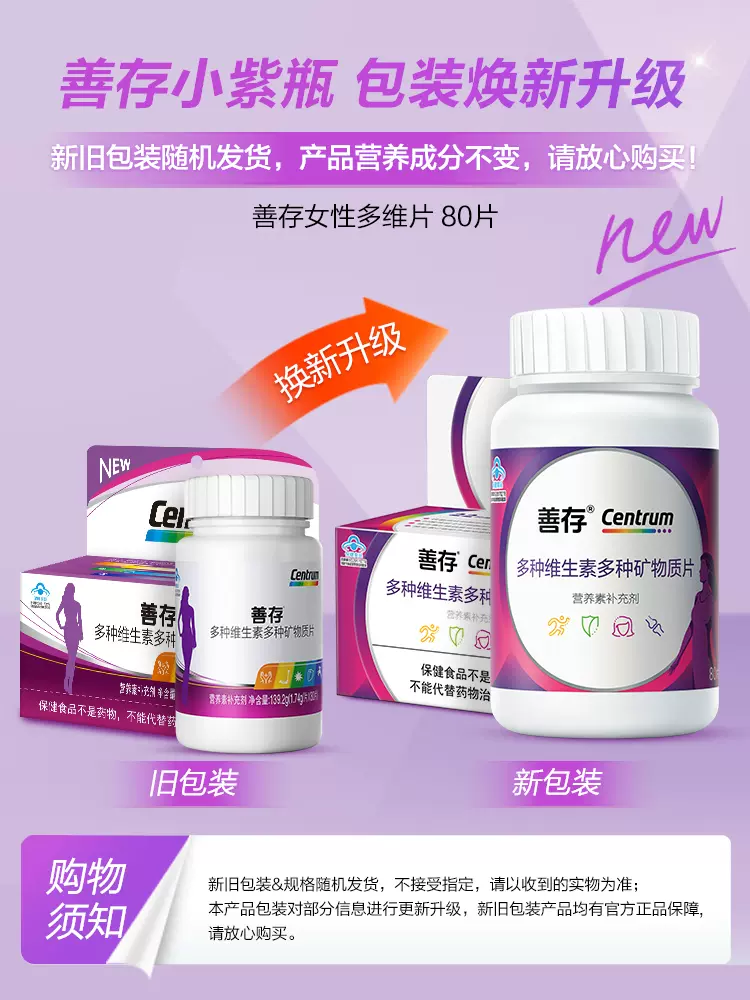 善存小紫瓶 包装焕新升级
新旧包装随机发货，产品营养成分不变，请放心购买！
善存女性多维片 80片
new
换新升级
NEW
Cen
Centrum
善存
多种维生素多种
营养素补充剂
保健食品不是药物，不能代替药
善存
多种维生素多种矿物质片
营养素补充剂 净含量:139.2g(1.74g/片)(80片)
善存 Cen
多种维生素多种
营养素补充
保健食品不是
不能代替药物治
善存® Centrum
多种维生素多种矿物质片
营养素补充剂
80
旧包装
新包装
购物
须知
新旧包装&规格随机发货，不接受指定，请以收到的实物为准；
本产品包装对部分信息进行更新升级，新旧包装产品均有官方正品保障，
请放心购买。